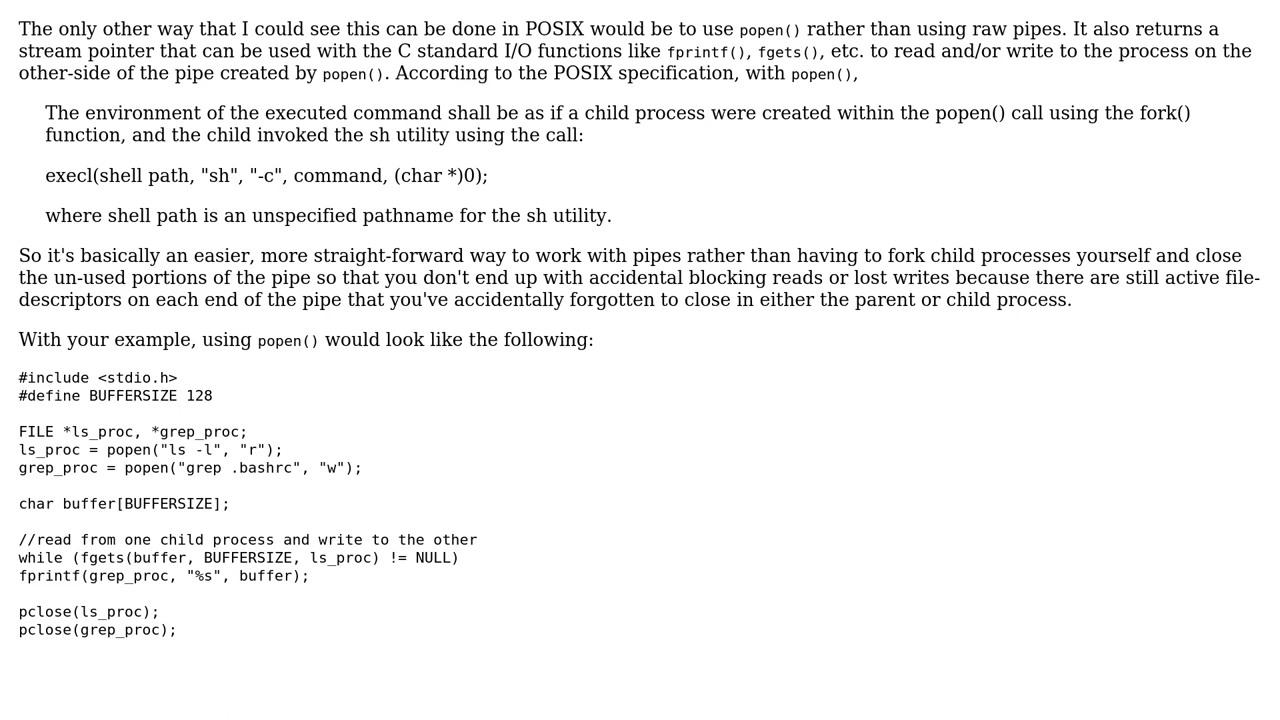 The only other way that I could see this can be done in POSIX would be to use popen() rather than using raw pipes. It also returns a
stream pointer that can be used with the C standard I/O functions like fprintf(), fgets(), etc. to read and/or write to the process on the
other-side of the pipe created by popen(). According to the POSIX specification, with popen(),
The environment of the executed command shall be as if a child process were created within the popen() call using the fork()
function, and the child invoked the sh utility using the call:
execl(shell path, "sh", "-c", command, (char *)0);
where shell path is an unspecified pathname for the sh utility.
So it's basically an easier, more straight-forward way to work with pipes rather than having to fork child processes yourself and close
the un-used portions of the pipe so that you don't end up with accidental blocking reads or lost writes because there are still active file-
descriptors on each end of the pipe that you've accidentally forgotten to close in either the parent or child process.
With your example, using popen() would look like the following:
#include <stdio.h>
#define BUFFERSIZE 128
FILE *ls_proc, *grep_proc;
ls_proc = popen("ls -l", "r");
grep_proc = popen("grep .bashrc", "w");
char buffer[BUFFERSIZE];
//read from one child process and write to the other
while (fgets(buffer, BUFFERSIZE, ls_proc) != NULL)
fprintf(grep_proc, "%s", buffer);
pclose(ls_proc);
pclose(grep_proc);